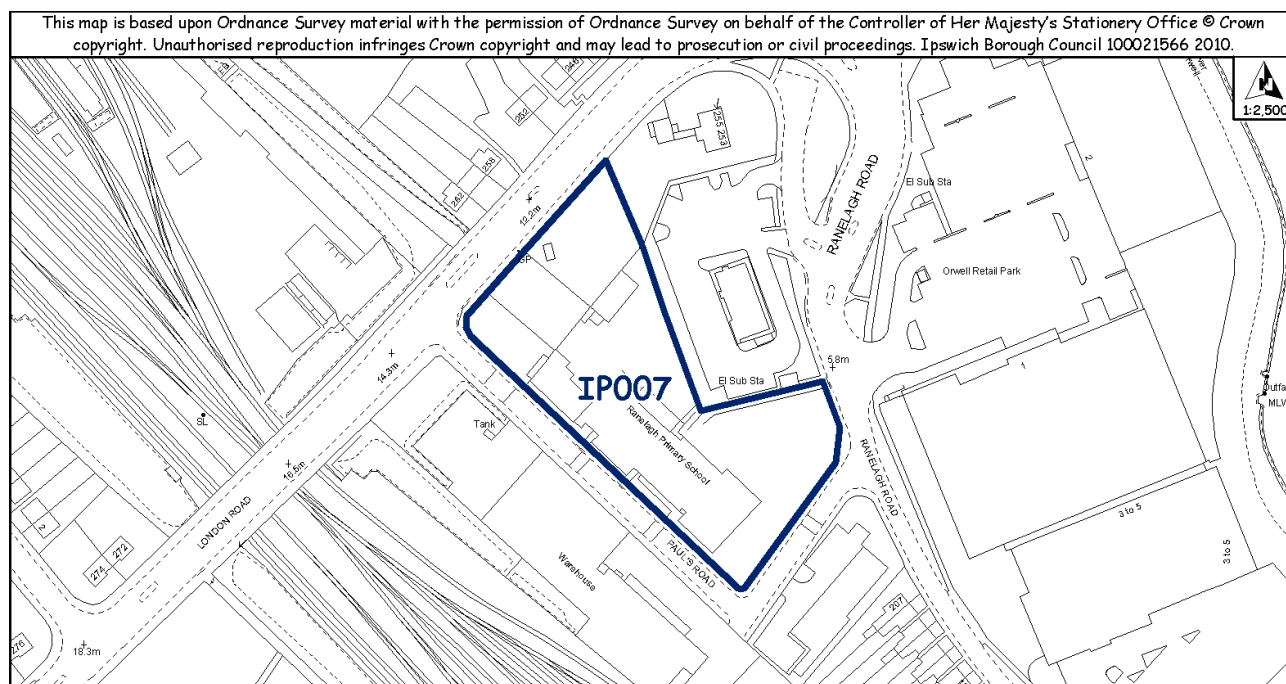 This map is based upon Ordnance Survey material with the permission of Ordnance Survey on behalf of the Controller of Her Majesty's Stationery Office © Crown
copyright. Unauthorised reproduction infringes Crown copyright and may lead to prosecution or civil proceedings. Ipswich Borough Council 100021566 2010.
N
1:2,500
246
252
258
262
255
253
12.2m
GP
RANELAGH ROAD
El Sub Sta
2
Orwell Retail Park
14.3m
IP007
El Sub Sta
5.8m
1
Outfa
MLV
SL
Tank
Ranelagh Primary School
16.5m
LONDON ROAD
RANELAGH ROAD
3 to 5
3 to 5
2
272
274
PAUL'S ROAD
Warehouse
207
276
18.3m